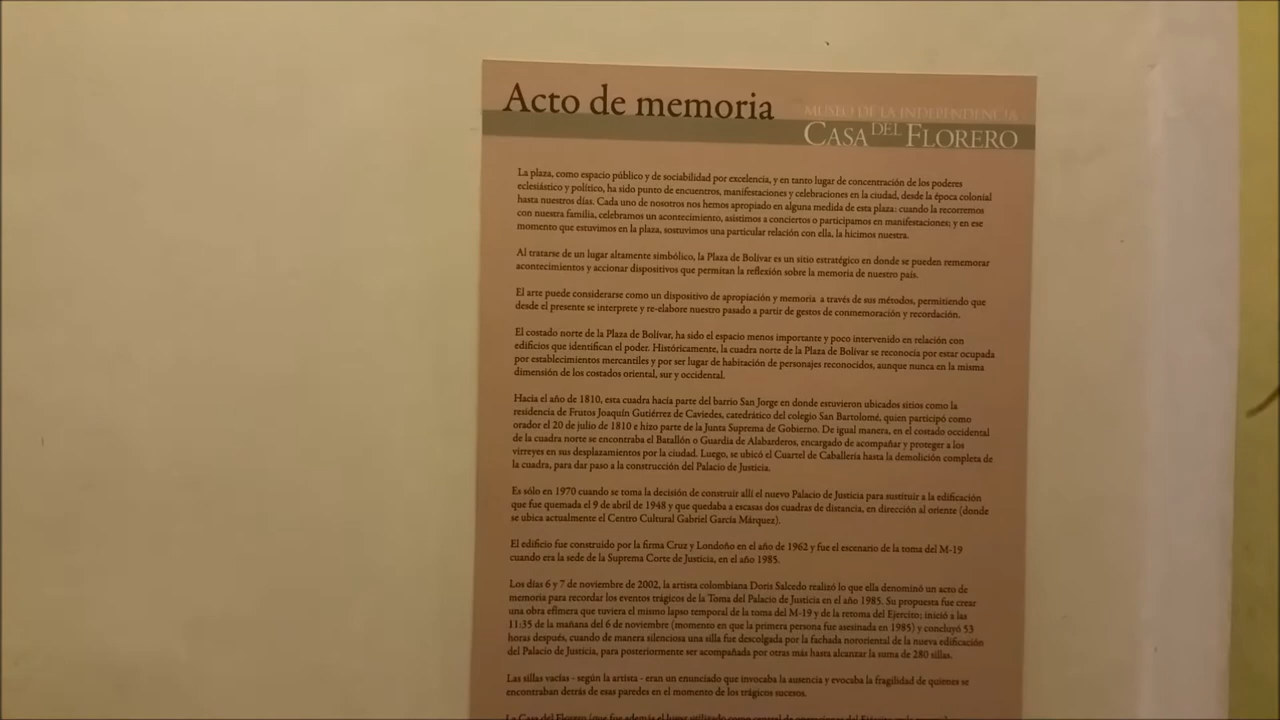 Acto de memoria
MUSEO DE LA INDEPENDENCIA
CASA DEL FLORERO
La plaza, como espacio público y de sociabilidad por excelencia, y en tanto lugar de concentración de los poderes
eclesiástico y político, ha sido punto de encuentros, manifestaciones y celebraciones en la ciudad, desde la época colonial
hasta nuestros días. Cada uno de nosotros nos hemos apropiado en alguna medida de esta plaza: cuando la recorremos
con nuestra familia, celebramos un acontecimiento, asistimos a conciertos o participamos en manifestaciones; y en ese
momento que estuvimos en la plaza, sostuvimos una particular relación con ella, la hicimos nuestra.
Al tratarse de un lugar altamente simbólico, la Plaza de Bolívar es un sitio estratégico en donde se pueden rememorar
acontecimientos y accionar dispositivos que permitan la reflexión sobre la memoria de nuestro país.
El arte puede considerarse como un dispositivo de apropiación y memoria a través de sus métodos, permitiendo que
desde el presente se interprete y re-elabore nuestro pasado a partir de gestos de conmemoración y recordación.
El costado norte de la Plaza de Bolívar, ha sido el espacio menos importante y poco intervenido en relación con
edificios que identifican el poder. Históricamente, la cuadra norte de la Plaza de Bolívar se reconocía por estar ocupada
por establecimientos mercantiles y por ser lugar de habitación de personajes reconocidos, aunque nunca en la misma
dimensión de los costados oriental, sur y occidental.
Hacia el año de 1810, esta cuadra hacía parte del barrio San Jorge en donde estuvieron ubicados sitios como la
residencia de Frutos Joaquín Gutiérrez de Caviedes, catedrático del colegio San Bartolomé, quien participó como
orador el 20 de julio de 1810 e hizo parte de la Junta Suprema de Gobierno. De igual manera, en el costado occidental
de la cuadra norte se encontraba el Batallón o Guardia de Alabarderos, encargado de acompañar y proteger a los
virreyes en sus desplazamientos por la ciudad. Luego, se ubicó el Cuartel de Caballería hasta la demolición completa de
la cuadra, para dar paso a la construcción del Palacio de Justicia.
Es sólo en 1970 cuando se toma la decisión de construir allí el nuevo Palacio de Justicia para sustituir a la edificación
que fue quemada el 9 de abril de 1948 y que quedaba a escasas dos cuadras de distancia, en dirección al oriente (donde
se ubica actualmente el Centro Cultural Gabriel García Márquez).
El edificio fue construido por la firma Cruz y Londoño en el año de 1962 y fue el escenario de la toma del M-19
cuando era la sede de la Suprema Corte de Justicia, en el año 1985.
Los días 6 y 7 de noviembre de 2002, la artista colombiana Doris Salcedo realizó lo que ella denominó un acto de
memoria para recordar los eventos trágicos de la Toma del Palacio de Justicia en el año 1985. Su propuesta fue crear
una obra efímera que tuviera el mismo lapso temporal de la toma del M-19 y de la retoma del Ejercito; inició a las
11:35 de la mañana del 6 de noviembre (momento en que la primera persona fue asesinada en 1985) y concluyó 53
horas después, cuando de manera silenciosa una silla fue descolgada por la fachada nororiental de la nueva edificación
del Palacio de Justicia, para posteriormente ser acompañada por otras más hasta alcanzar la suma de 280 sillas.
Las sillas vacías - según la artista - eran un enunciado que invocaba la ausencia y evocaba la fragilidad de quienes se
encontraban detrás de esas paredes en el momento de los trágicos sucesos.